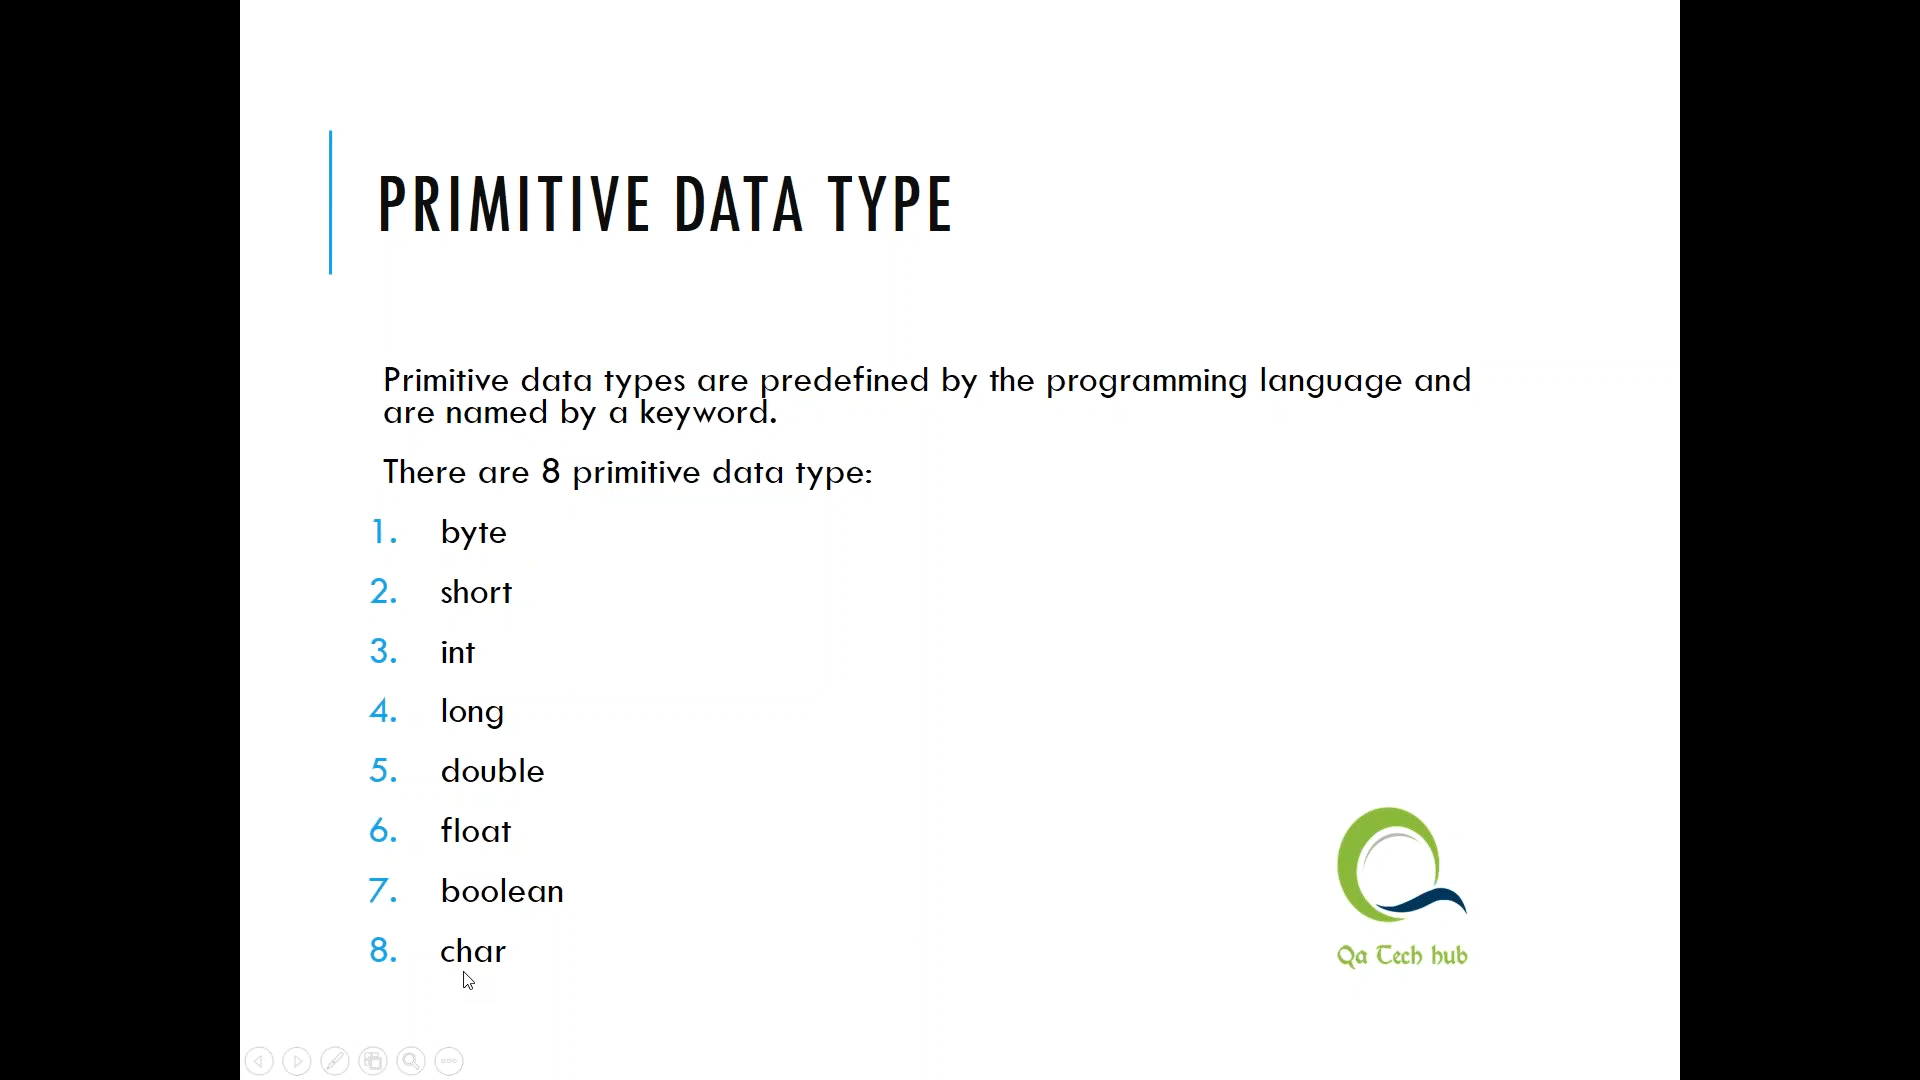 PRIMITIVE DATA TYPE
Primitive data types are predefined by the programming language and
are named by a keyword.
There are 8 primitive data type:
1. byte
2. short
3. int
4. long
5. double
6. float
7. boolean
8. char
Qa Tech hub